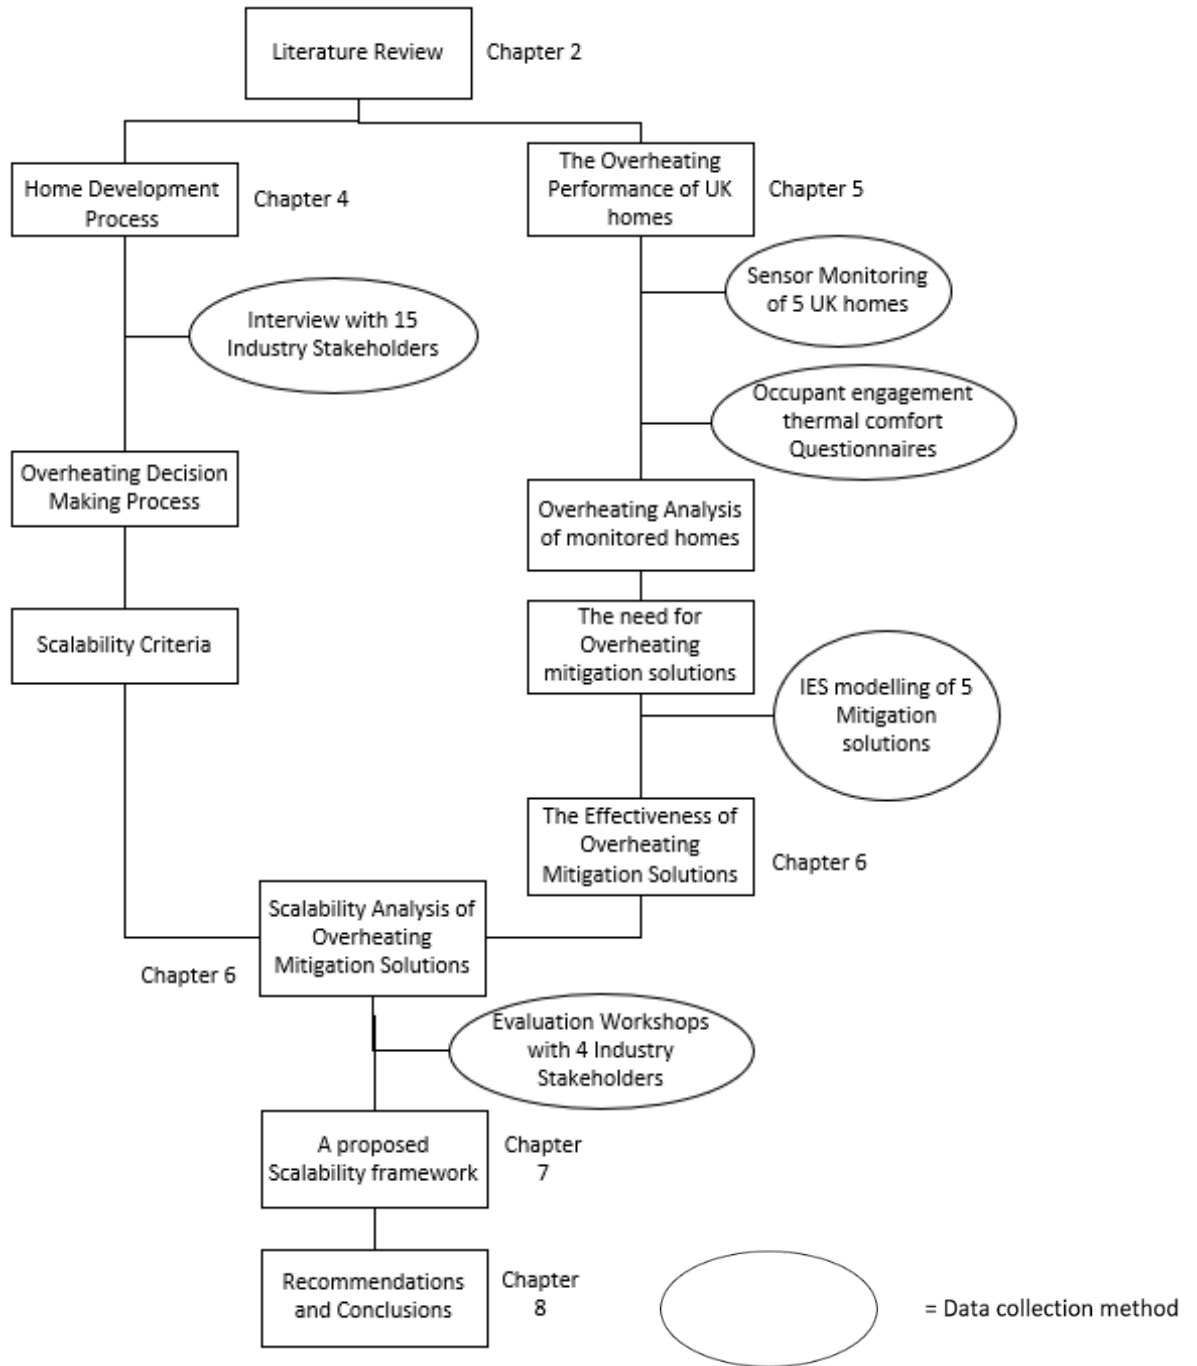 Literature Review
Chapter 2
Home Development
Process
Chapter 4
The Overheating
Performance of UK
homes
Chapter 5
Sensor Monitoring
of 5 UK homes
Interview with 15
Industry Stakeholders
Occupant engagement
thermal comfort
Questionnaires
Overheating Decision
Making Process
Overheating Analysis
of monitored homes
Scalability Criteria
The need for
Overheating
mitigation solutions
IES modelling of 5
Mitigation
solutions
The Effectiveness of
Overheating
Mitigation Solutions
Chapter 6
Scalability Analysis of
Overheating
Mitigation Solutions
Chapter 6
Evaluation Workshops
with 4 Industry
Stakeholders
A proposed
Scalability framework
Chapter
7
Recommendations
and Conclusions
Chapter
8
= Data collection method